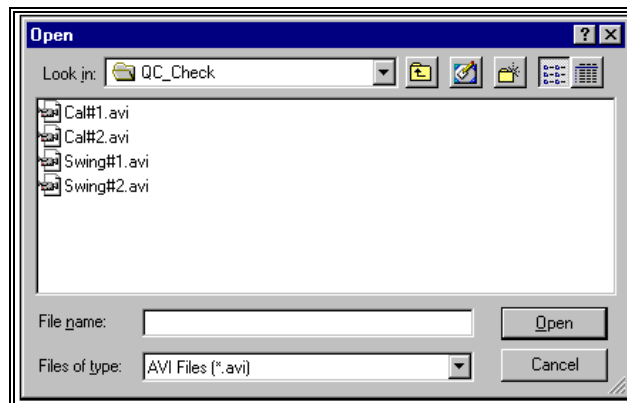 Open
Look in: QC_Check
Cal#1.avi
Cal#2.avi
Swing#1.avi
Swing#2.avi
File name: Open
Files of type: AVI Files (*.avi) Cancel